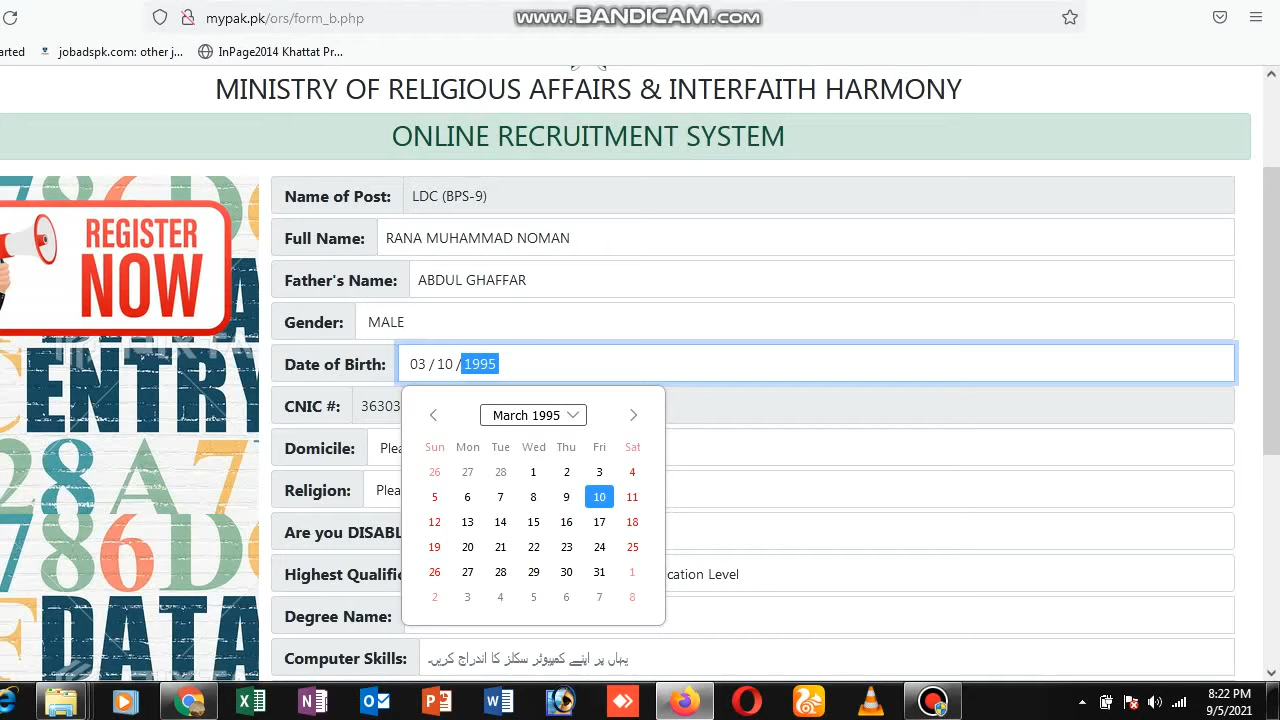 mypak.pk/ors/form_b.php
www.BANDICAM.com
arted
jobadspk.com: other j...
InPage2014 Khattat Pr...
MINISTRY OF RELIGIOUS AFFAIRS & INTERFAITH HARMONY
ONLINE RECRUITMENT SYSTEM
REGISTER
NOW
ENTRY
DATA
Name of Post: LDC (BPS-9)
Full Name: RANA MUHAMMAD NOMAN
Father's Name: ABDUL GHAFFAR
Gender: MALE
Date of Birth: 03 / 10 / 1995
CNIC #: 36303
Domicile: Plea
Religion: Plea
Are you DISABL
Highest Qualific
cation Level
Degree Name:
Computer Skills: یہاں پر اپنے کمپیوٹر سکلز کا اندراج کریں۔
March 1995
Sun Mon Tue Wed Thu Fri Sat
26 27 28 1 2 3 4
5 6 7 8 9 10 11
12 13 14 15 16 17 18
19 20 21 22 23 24 25
26 27 28 29 30 31 1
2 3 4 5 6 7 8
8:22 PM
9/5/2021